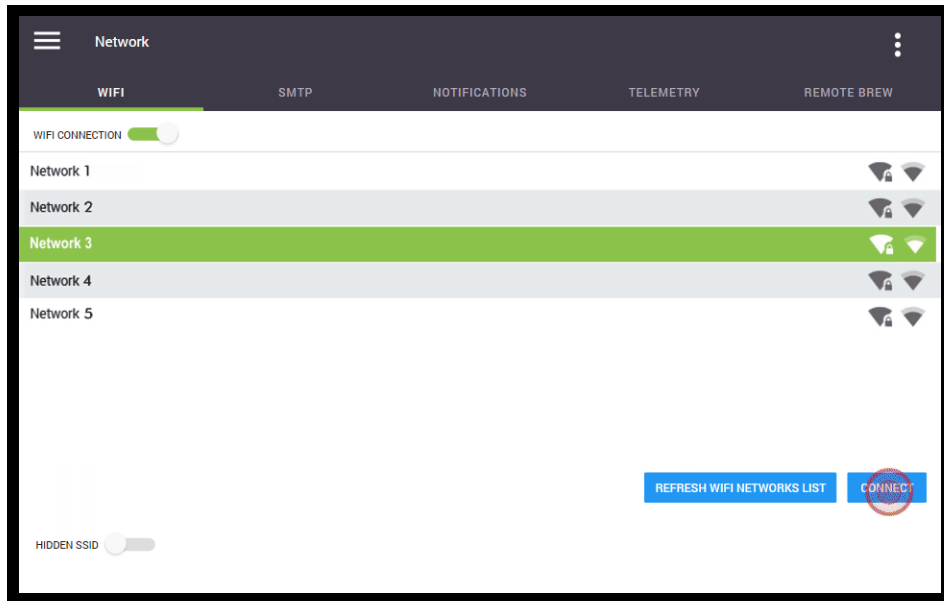 Network
WIFI SMTP NOTIFICATIONS TELEMETRY REMOTE BREW
WIFI CONNECTION
Network 1
Network 2
Network 3
Network 4
Network 5
REFRESH WIFI NETWORKS LIST CONNECT
HIDDEN SSID